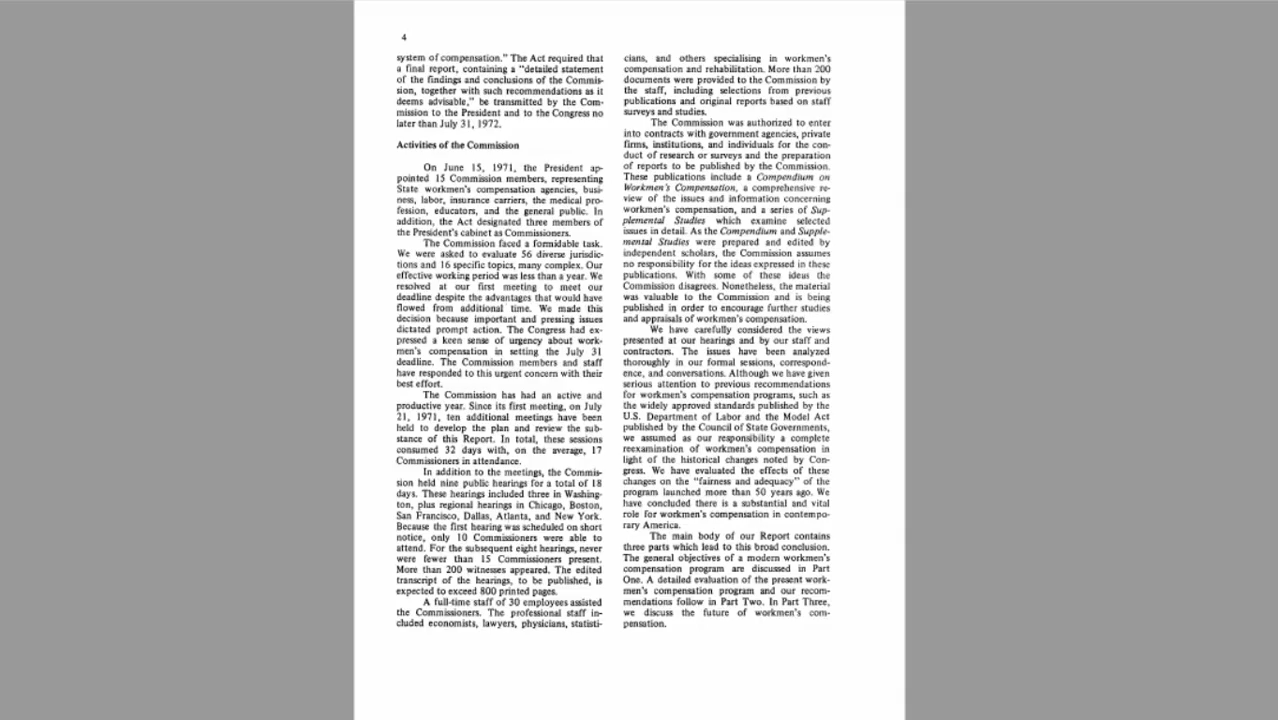 4
system of compensation." The Act required that
a final report, containing a "detailed statement
of the findings and conclusions of the Commis-
sion, together with such recommendations as it
deems advisable," be transmitted by the Com-
mission to the President and to the Congress no
later than July 31, 1972.
Activities of the Commission
On June 15, 1971, the President ap-
pointed 15 Commission members, representing
State workmen's compensation agencies, busi-
ness, labor, insurance carriers, the medical pro-
fession, educators, and the general public. In
addition, the Act designated three members of
the President's cabinet as Commissioners.
The Commission faced a formidable task.
We were asked to evaluate 56 diverse jurisdic-
tions and 16 specific topics, many complex. Our
effective working period was less than a year. We
resolved at our first meeting to meet our
deadline despite the advantages that would have
flowed from additional time. We made this
decision because important and pressing issues
dictated prompt action. The Congress had ex-
pressed a keen sense of urgency about work-
men's compensation in setting the July 31
deadline. The Commission members and staff
have responded to this urgent concern with their
best effort.
The Commission has had an active and
productive year. Since its first meeting, on July
21, 1971, ten additional meetings have been
held to develop the plan and review the sub-
stance of this Report. In total, these sessions
consumed 32 days with, on the average, 17
Commissioners in attendance.
In addition to the meetings, the Commis-
sion held nine public hearings for a total of 18
days. These hearings included three in Washing-
ton, plus regional hearings in Chicago, Boston,
San Francisco, Dallas, Atlanta, and New York.
Because the first hearing was scheduled on short
notice, only 10 Commissioners were able to
attend. For the subsequent eight hearings, never
were fewer than 15 Commissioners present.
More than 200 witnesses appeared. The edited
transcript of the hearings, to be published, is
expected to exceed 800 printed pages.
A full-time staff of 30 employees assisted
the Commissioners. The professional staff in-
cluded economists, lawyers, physicians, statisti-
cians, and others specialising in workmen's
compensation and rehabilitation. More than 200
documents were provided to the Commission by
the staff, including selections from previous
publications and original reports based on staff
surveys and studies.
The Commission was authorized to enter
into contracts with government agencies, private
firms, institutions, and individuals for the con-
duct of research or surveys and the preparation
of reports to be published by the Commission.
These publications include a Compendium on
Workmen's Compensation, a comprehensive re-
view of the issues and information concerning
workmen's compensation, and a series of Sup-
plemental Studies which examine selected
issues in detail. As the Compendium and Supple-
mental Studies were prepared and edited by
independent scholars, the Commission assumes
no responsibility for the ideas expressed in these
publications. With some of these ideas the
Commission disagrees. Nonetheless, the material
was valuable to the Commission and is being
published in order to encourage further studies
and appraisals of workmen's compensation.
We have carefully considered the views
presented at our hearings and by our staff and
contractors. The issues have been analyzed
thoroughly in our formal sessions, correspond-
ence, and conversations. Although we have given
serious attention to previous recommendations
for workmen's compensation programs, such as
the widely approved standards published by the
U.S. Department of Labor and the Model Act
published by the Council of State Governments,
we assumed as our responsibility a complete
reexamination of workmen's compensation in
light of the historical changes noted by Con-
gress. We have evaluated the effects of these
changes on the "fairness and adequacy" of the
program launched more than 50 years ago. We
have concluded there is a substantial and vital
role for workmen's compensation in contempo-
rary America.
The main body of our Report contains
three parts which lead to this broad conclusion.
The general objectives of a modern workmen's
compensation program are discussed in Part
One. A detailed evaluation of the present work-
men's compensation program and our recom-
mendations follow in Part Two. In Part Three,
we discuss the future of workmen's com-
pensation.